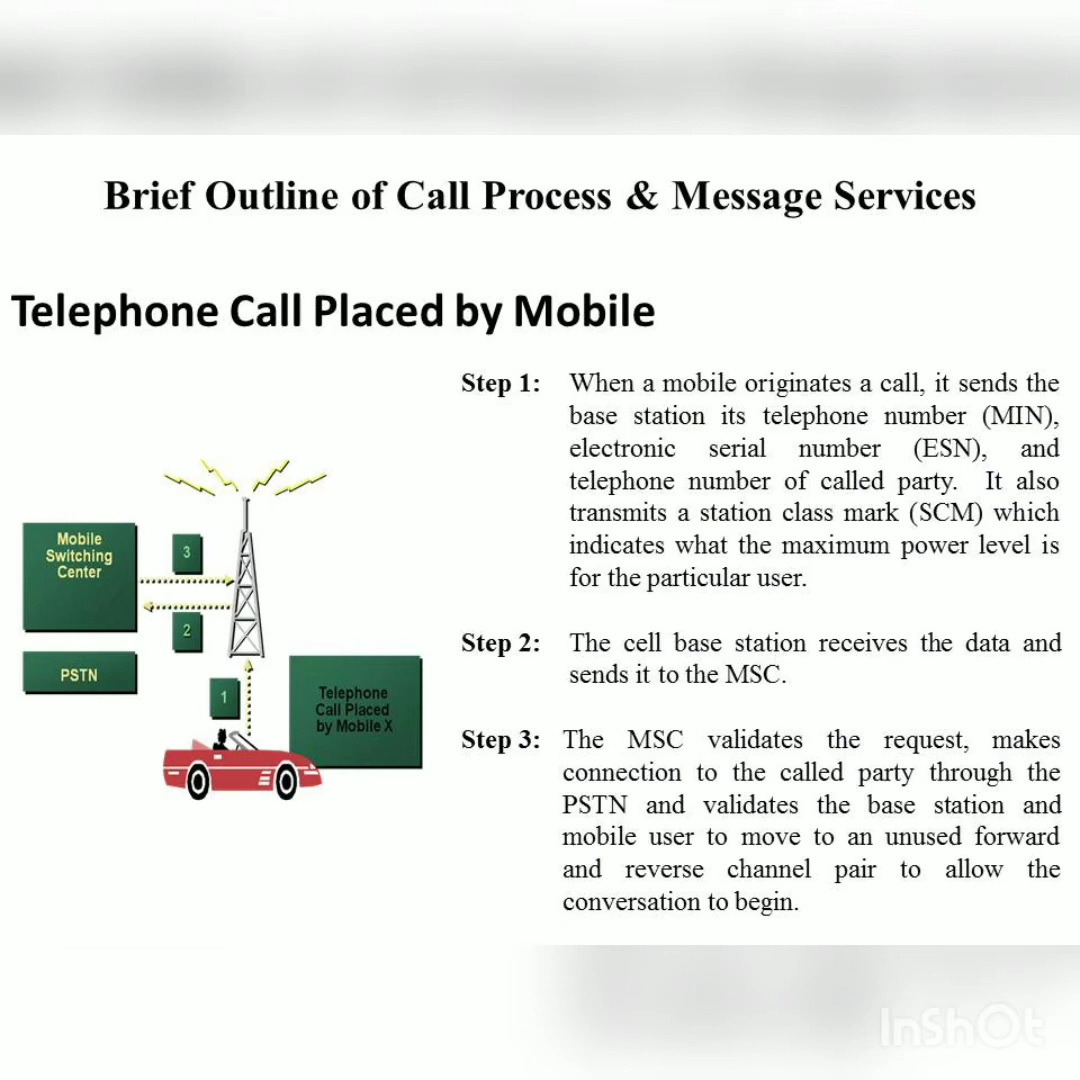 Brief Outline of Call Process & Message Services
Telephone Call Placed by Mobile
Step 1: When a mobile originates a call, it sends the
base station its telephone number (MIN),
electronic serial number (ESN), and
telephone number of called party. It also
transmits a station class mark (SCM) which
indicates what the maximum power level is
for the particular user.
Step 2: The cell base station receives the data and
sends it to the MSC.
Step 3: The MSC validates the request, makes
connection to the called party through the
PSTN and validates the base station and
mobile user to move to an unused forward
and reverse channel pair to allow the
conversation to begin.
Mobile
Switching
Center
3
2
PSTN
1
Telephone
Call Placed
by Mobile X
InShOt